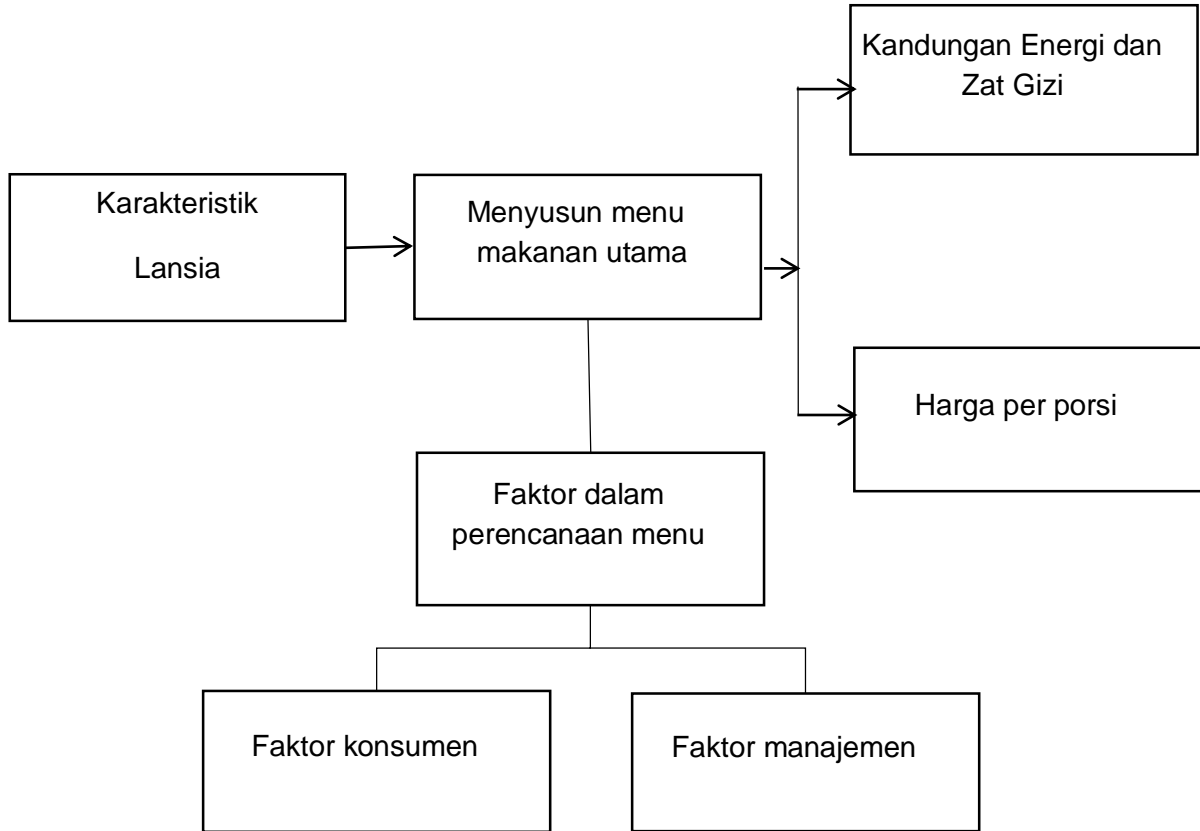 Kandungan Energi dan
Zat Gizi
Karakteristik
Lansia
Menyusun menu
makanan utama
Harga per porsi
Faktor dalam
perencanaan menu
Faktor konsumen
Faktor manajemen